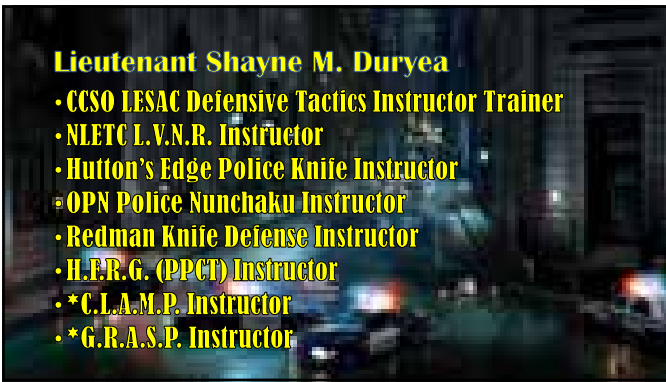 Lieutenant Shayne M. Duryea
• CCSO LESAC Defensive Tactics Instructor Trainer
• NLETC L.V.N.R. Instructor
• Hutton's Edge Police Knife Instructor
• OPN Police Nunchaku Instructor
• Redman Knife Defense Instructor
• H.F.R.G. (PPCT) Instructor
• *C.L.A.M.P. Instructor
• *G.R.A.S.P. Instructor